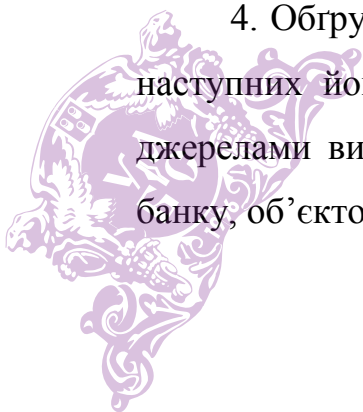 4. Обґру
наступних йо
джерелами ви
банку, об’єкто